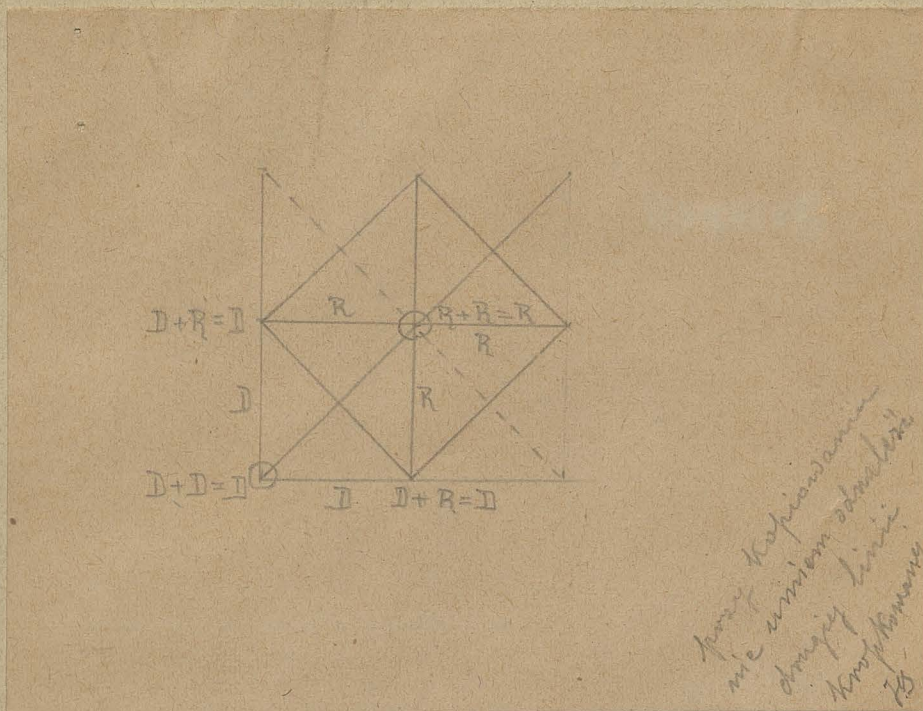 R
D+R=D
R+R=R
R
D
R
D+D=D
D
D+R=D
przy kopiowaniu
nie umiem odnaleźć
drugiej linii
kropkowanej